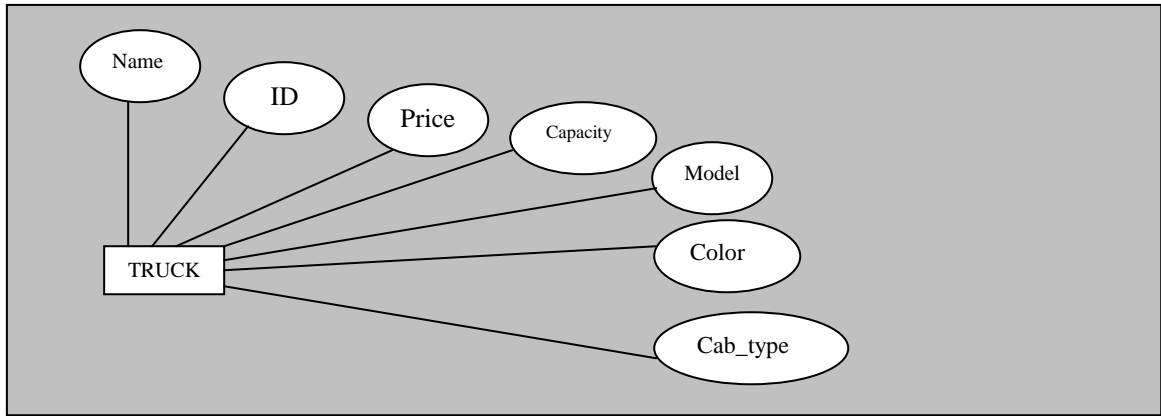 Name
ID
Price
Capacity
Model
Color
TRUCK
Cab_type